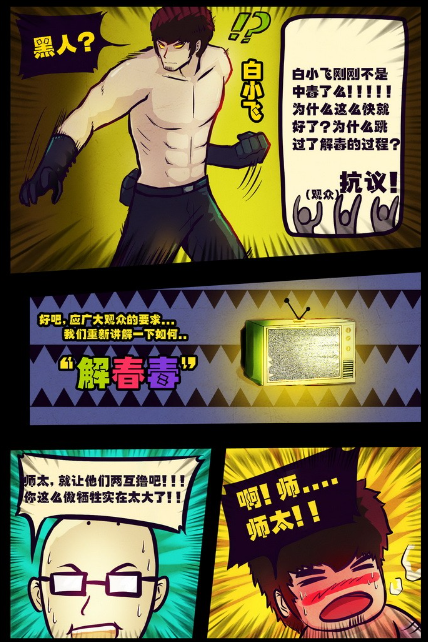 黑人？
!?
白小飞
白小飞刚刚不是
中毒了么！！！！！
为什么这么快就
好了？为什么跳
过了解毒的过程？
抗议！
（观众）
好吧，应广大观众的要求...
我们重新讲解一下如何..
“解春毒”
师太，就让他们两互撸吧！！！
你这么做牺牲实在太大了！！
啊！师.....
师太！！